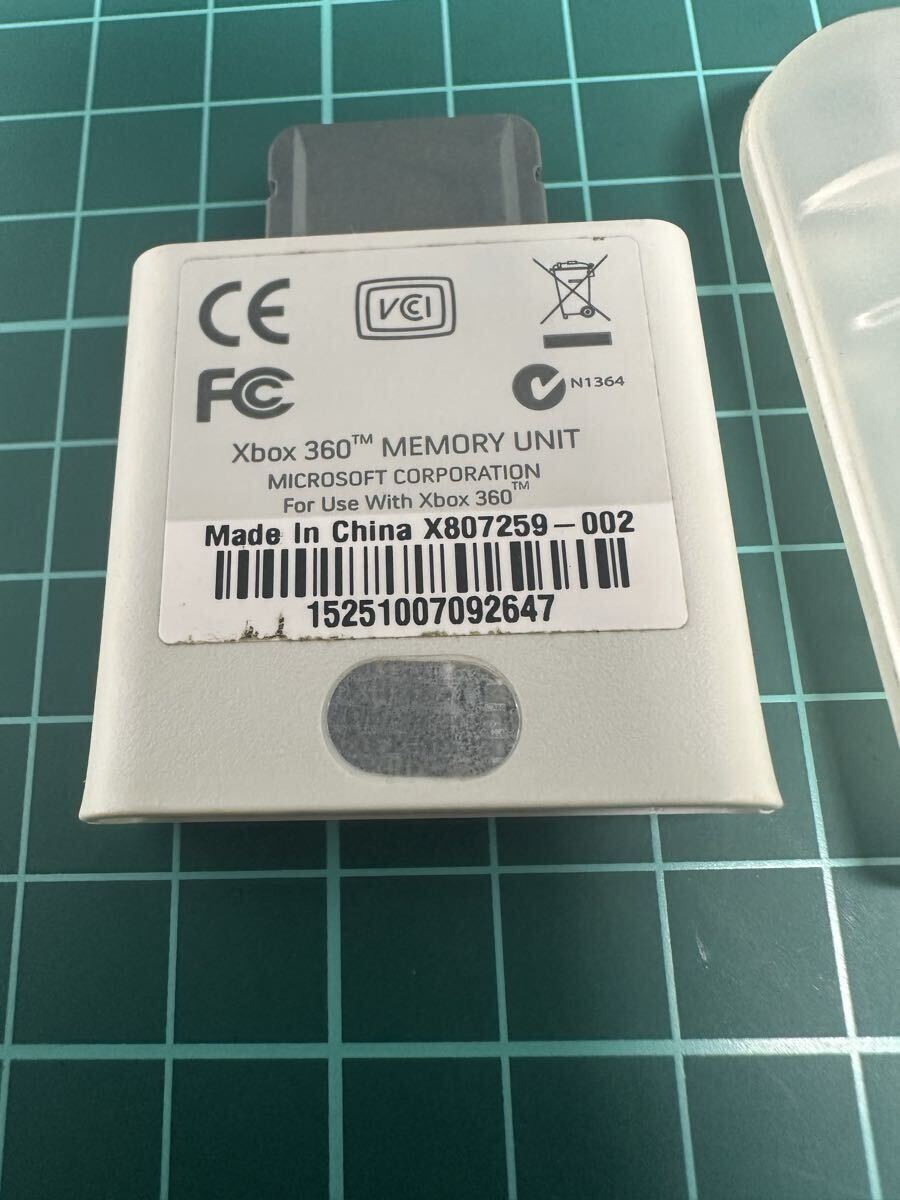 CE VCCI
FC N1364
Xbox 360™ MEMORY UNIT
MICROSOFT CORPORATION
For Use With Xbox 360™
Made In China X807259-002
15251007092647